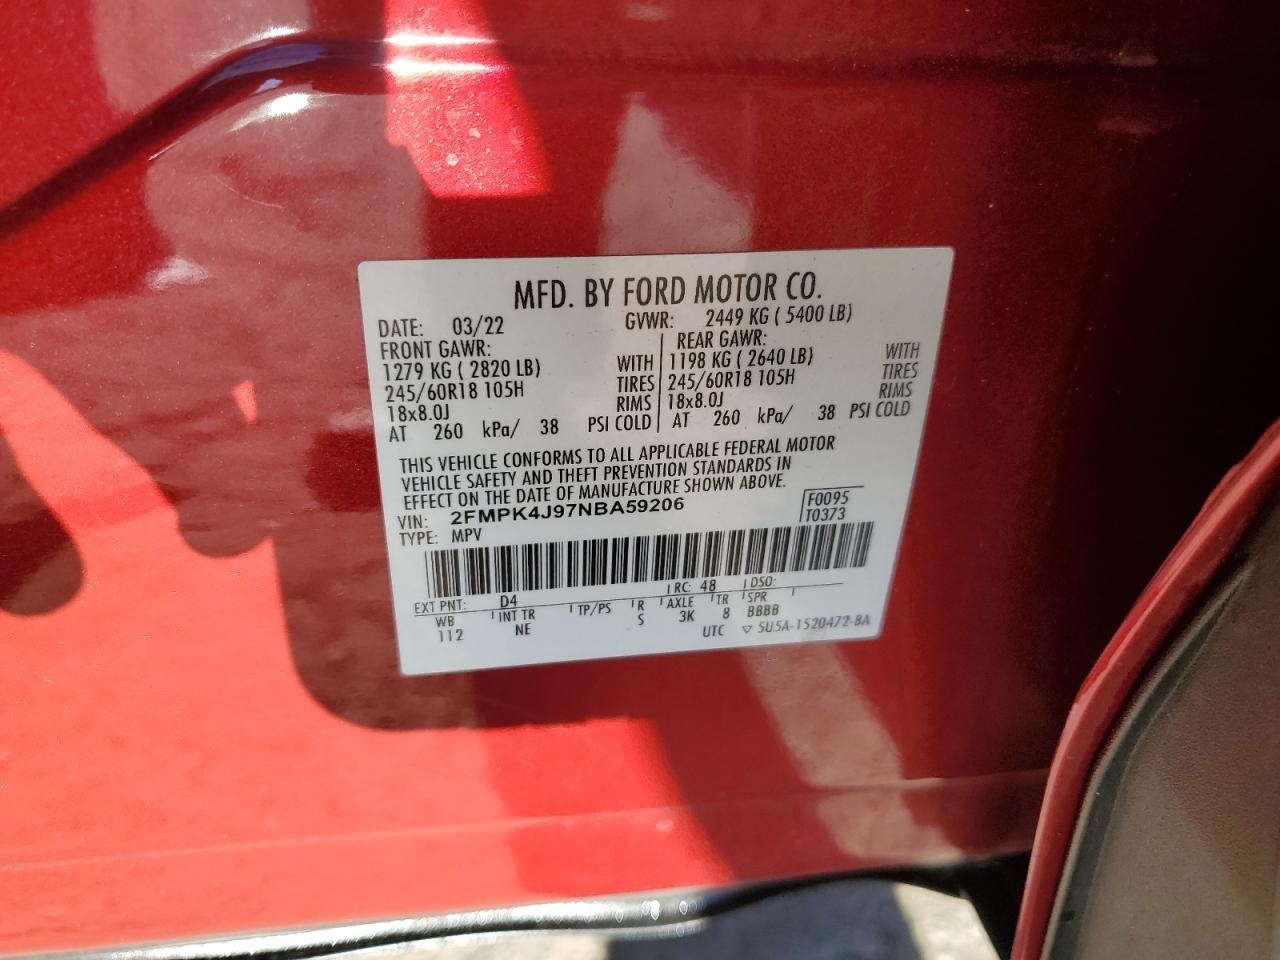 MFD. BY FORD MOTOR CO.
DATE: 03/22 GVWR: 2449 KG ( 5400 LB)
FRONT GAWR: REAR GAWR:
1279 KG ( 2820 LB) WITH 1198 KG ( 2640 LB) WITH
245/60R18 105H TIRES 245/60R18 105H TIRES
18x8.0J RIMS 18x8.0J RIMS
AT 260 kPa/ 38 PSI COLD AT 260 kPa/ 38 PSI COLD
THIS VEHICLE CONFORMS TO ALL APPLICABLE FEDERAL MOTOR
VEHICLE SAFETY AND THEFT PREVENTION STANDARDS IN
EFFECT ON THE DATE OF MANUFACTURE SHOWN ABOVE.
VIN: 2FMPK4J97NBA59206 F0095
TYPE: MPV T0373
EXT PNT: D4 RC: 48 DSO:
WB INT TR TP/PS R AXLE TR SPR
112 NE S 3K 8 BBBB
UTC ▽ 5U5A-1520472-BA